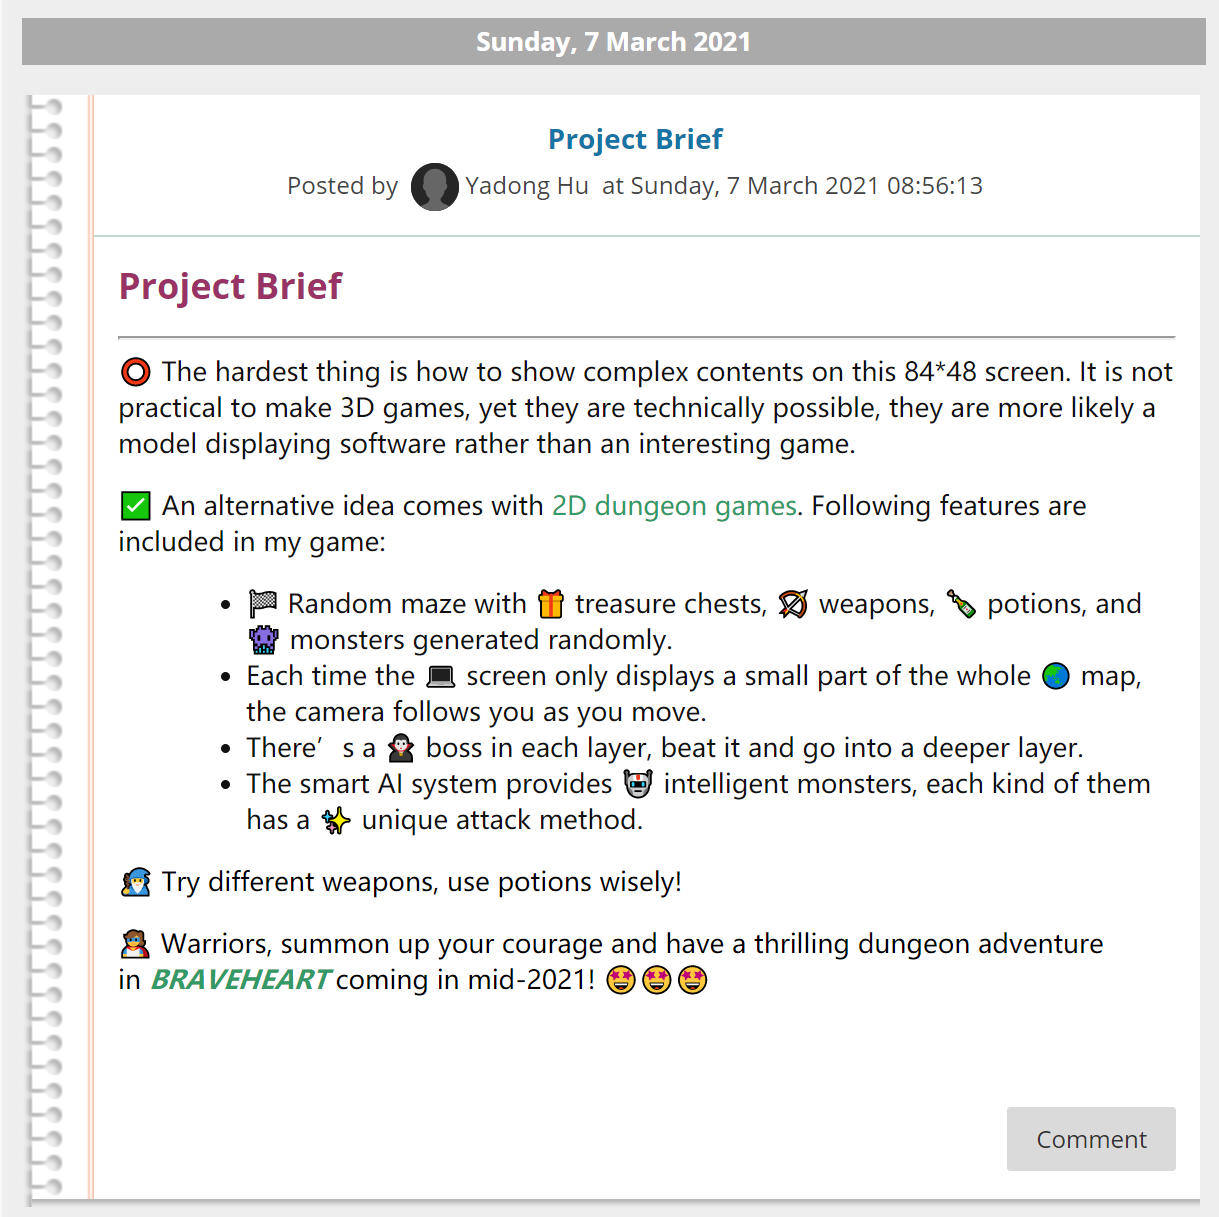 Sunday, 7 March 2021
Project Brief
Posted by Yadong Hu at Sunday, 7 March 2021 08:56:13
Project Brief
⭕ The hardest thing is how to show complex contents on this 84*48 screen. It is not
practical to make 3D games, yet they are technically possible, they are more likely a
model displaying software rather than an interesting game.
✅ An alternative idea comes with 2D dungeon games. Following features are
included in my game:
• 🏁 Random maze with 🎁 treasure chests, 🏹 weapons, 🍾 potions, and
👾 monsters generated randomly.
• Each time the 💻 screen only displays a small part of the whole 🌏 map,
the camera follows you as you move.
• There’s a 🧛 boss in each layer, beat it and go into a deeper layer.
• The smart AI system provides 🤖 intelligent monsters, each kind of them
has a ✨ unique attack method.
🧙 Try different weapons, use potions wisely!
🦸 Warriors, summon up your courage and have a thrilling dungeon adventure
in BRAVEHEART coming in mid-2021! 🤩🤩🤩
Comment